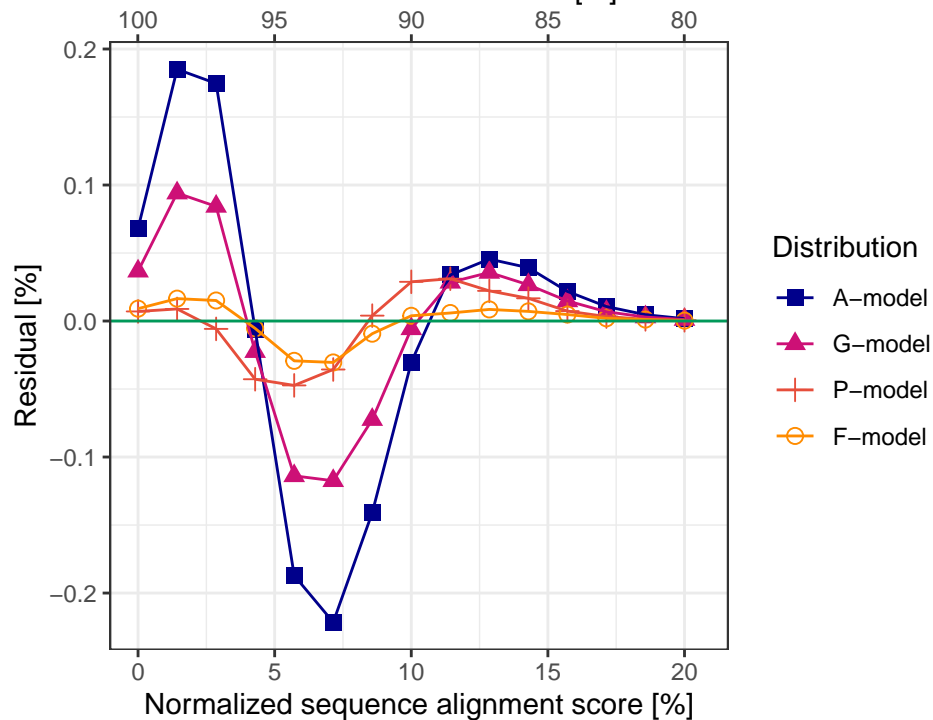 100 95 90 85 80
0.2
0.1
0.0
−0.1
−0.2
Residual [%]
0 5 10 15 20
Normalized sequence alignment score [%]
Distribution
A−model
G−model
P−model
F−model